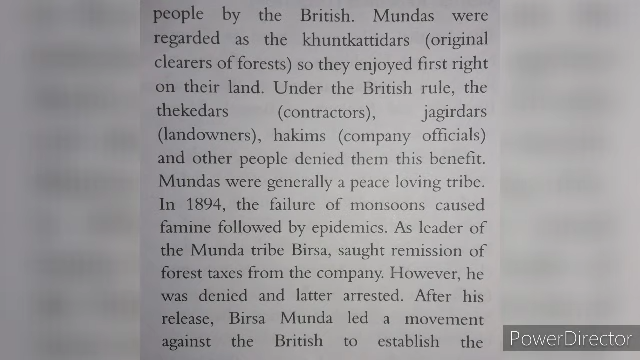 people by the British. Mundas were
regarded as the khuntkattidars (original
clearers of forests) so they enjoyed first right
on their land. Under the British rule, the
thekedars (contractors), jagirdars
(landowners), hakims (company officials)
and other people denied them this benefit.
Mundas were generally a peace loving tribe.
In 1894, the failure of monsoons caused
famine followed by epidemics. As leader of
the Munda tribe Birsa, saught remission of
forest taxes from the company. However, he
was denied and latter arrested. After his
release, Birsa Munda led a movement
against the British to establish the
PowerDirector